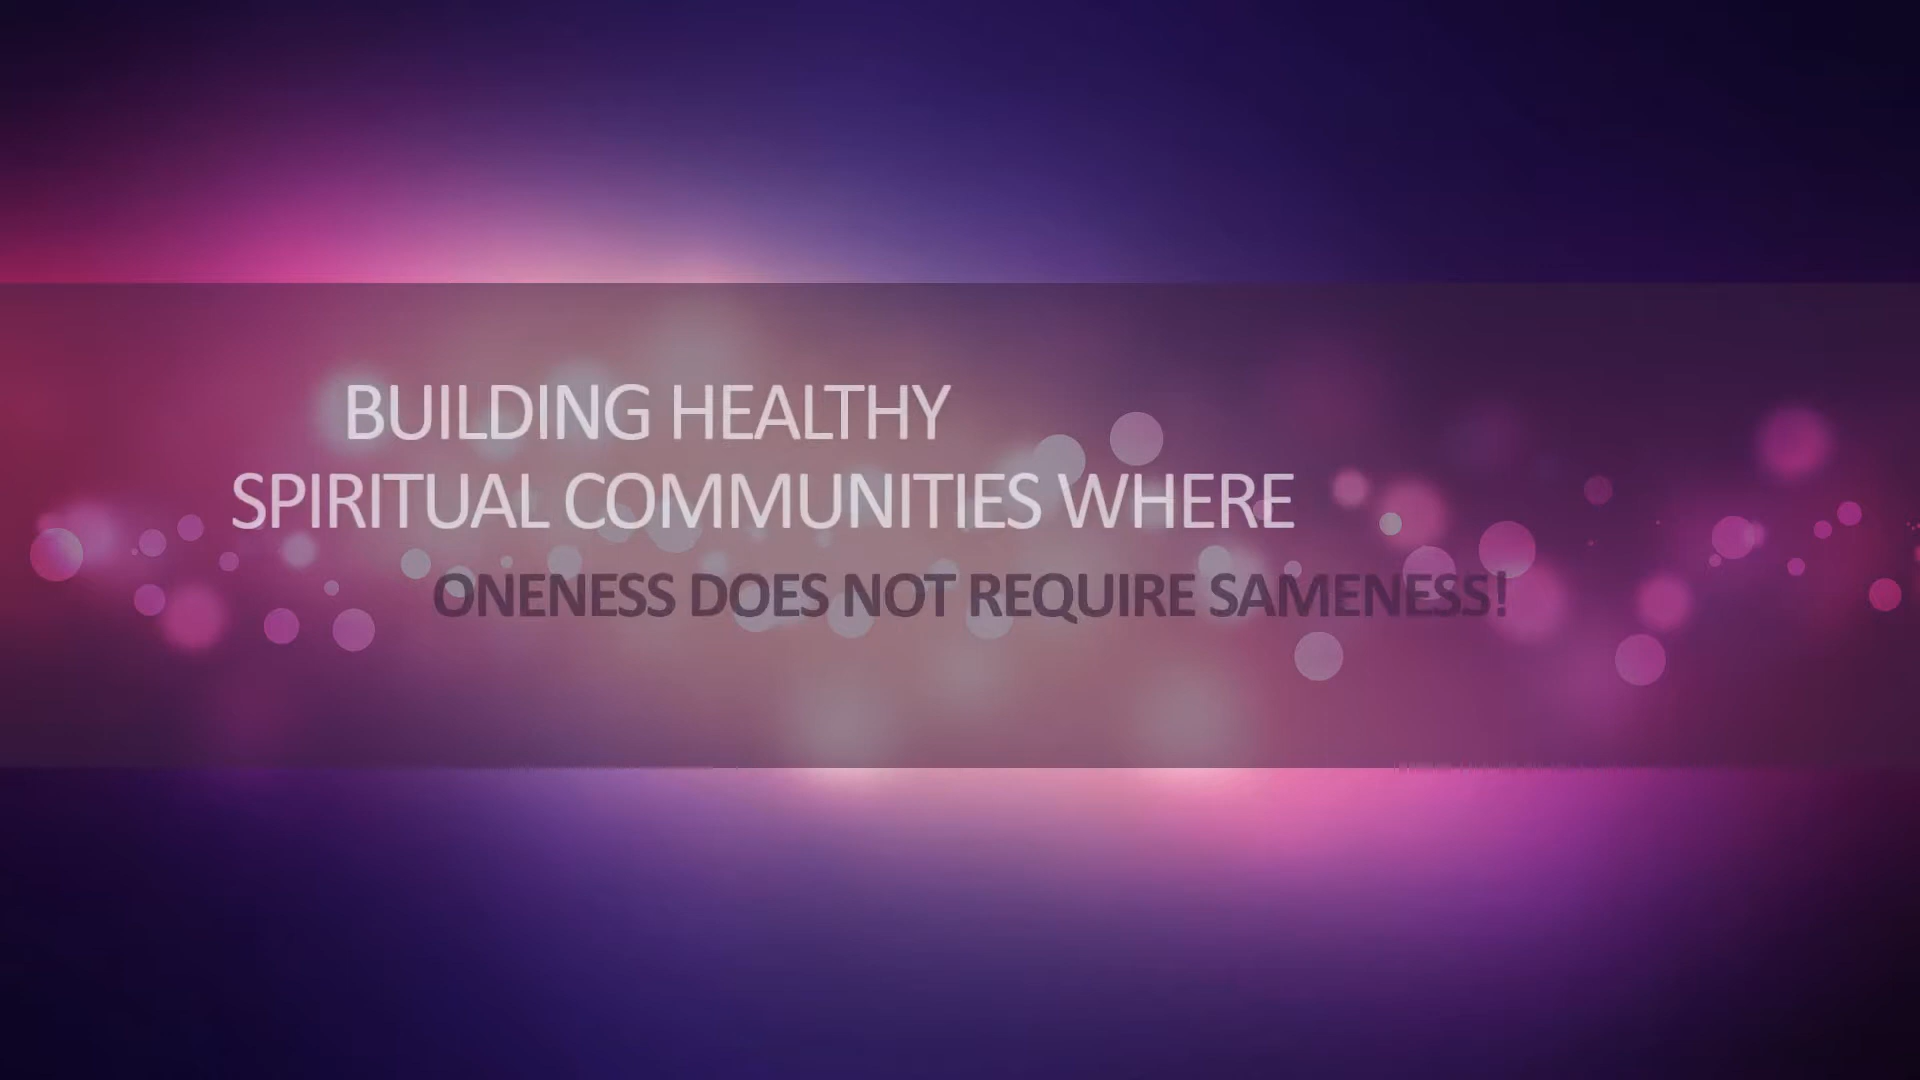 BUILDING HEALTHY
SPIRITUAL COMMUNITIES WHERE
ONENESS DOES NOT REQUIRE SAMENESS!